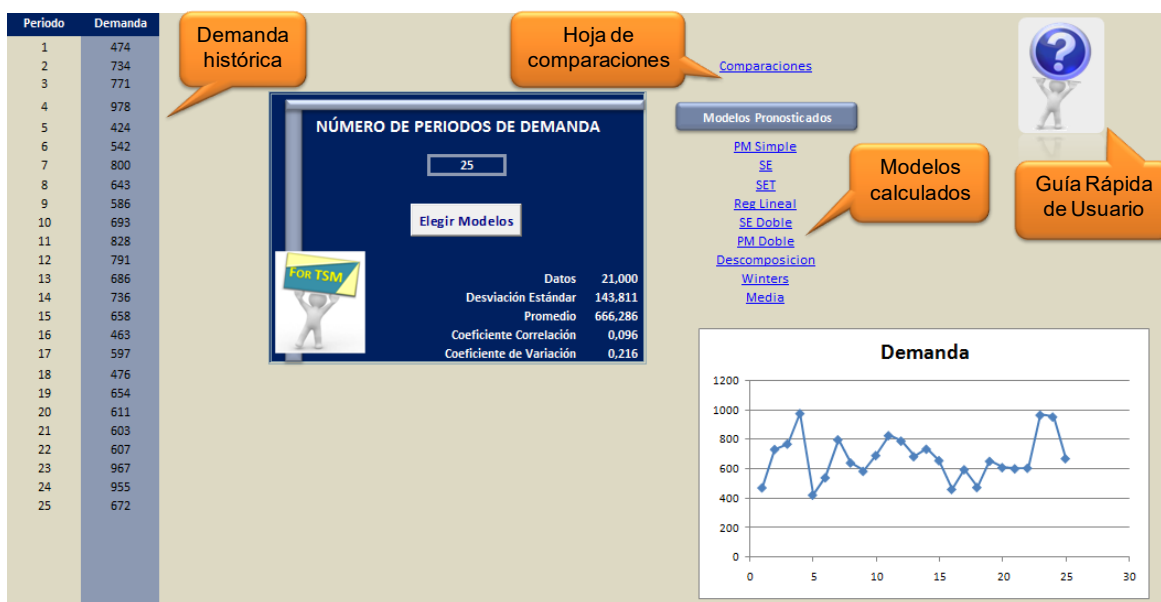 Periodo Demanda
1 474
2 734
3 771
4 978
5 424
6 542
7 800
8 643
9 586
10 693
11 828
12 791
13 686
14 736
15 658
16 463
17 597
18 476
19 654
20 611
21 603
22 607
23 967
24 955
25 672
Demanda
histórica
Hoja de
comparaciones
Comparaciones
NÚMERO DE PERIODOS DE DEMANDA
25
Elegir Modelos
FOR TSM
Datos 21,000
Desviación Estándar 143,811
Promedio 666,286
Coeficiente Correlación 0,096
Coeficiente de Variación 0,216
Modelos Pronosticados
PM Simple
SE
SET
Reg Lineal
SE Doble
PM Doble
Descomposicion
Winters
Media
Modelos
calculados
?
Guía Rápida
de Usuario
Demanda
1200
1000
800
600
400
200
0
0 5 10 15 20 25 30